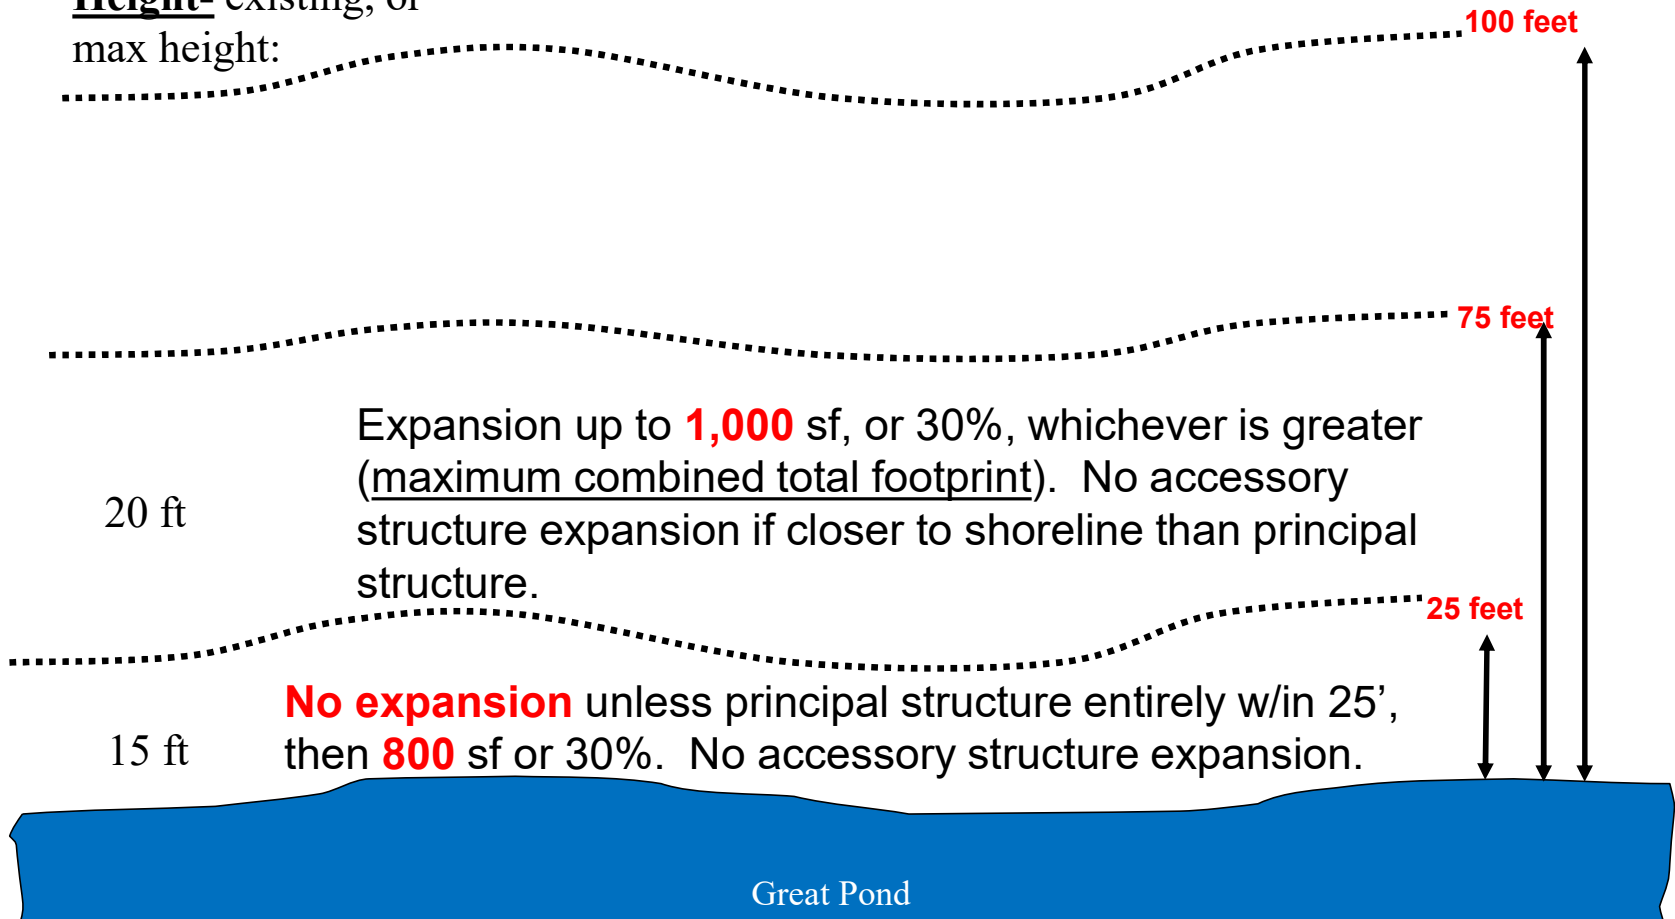 Height- existing, or
max height:
100 feet
75 feet
Expansion up to 1,000 sf, or 30%, whichever is greater
(maximum combined total footprint).  No accessory
structure expansion if closer to shoreline than principal
structure.
20 ft
25 feet
No expansion unless principal structure entirely w/in 25’,
then 800 sf or 30%.  No accessory structure expansion.
15 ft
Great Pond